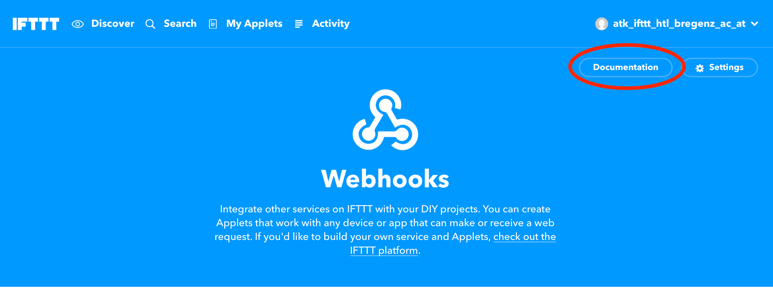 IFTTT Discover Search My Applets Activity atk_ifttt_htl_bregenz_ac_at
Documentation Settings
Webhooks
Integrate other services on IFTTT with your DIY projects. You can create
Applets that work with any device or app that can make or receive a web
request. If you'd like to build your own service and Applets, check out the
IFTTT platform.